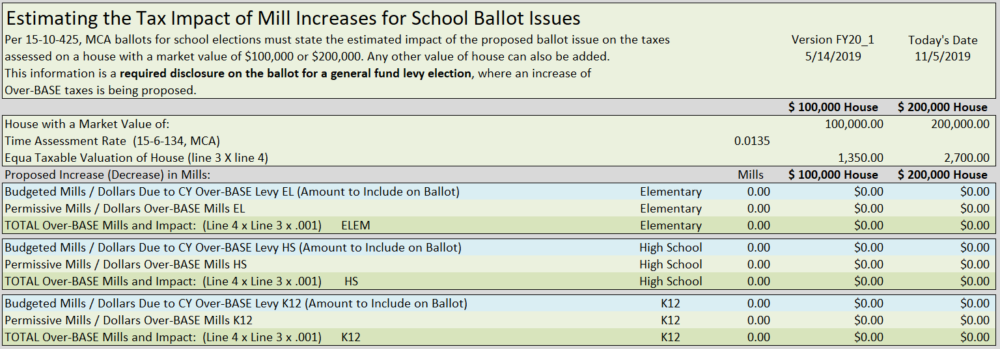 Estimating the Tax Impact of Mill Increases for School Ballot Issues
Per 15-10-425, MCA ballots for school elections must state the estimated impact of the proposed ballot issue on the taxes Version FY20_1 Today's Date
assessed on a house with a market value of $100,000 or $200,000. Any other value of house can also be added. 5/14/2019 11/5/2019
This information is a required disclosure on the ballot for a general fund levy election, where an increase of
Over-BASE taxes is being proposed.
$ 100,000 House $ 200,000 House
House with a Market Value of: 100,000.00 200,000.00
Time Assessment Rate (15-6-134, MCA) 0.0135
Equa Taxable Valuation of House (line 3 X line 4) 1,350.00 2,700.00
Proposed Increase (Decrease) in Mills: Mills $ 100,000 House $ 200,000 House
Budgeted Mills / Dollars Due to CY Over-BASE Levy EL (Amount to Include on Ballot) Elementary 0.00 $0.00 $0.00
Permissive Mills / Dollars Over-BASE Mills EL Elementary 0.00 $0.00 $0.00
TOTAL Over-BASE Mills and Impact: (Line 4 x Line 3 x .001) ELEM Elementary 0.00 $0.00 $0.00
Budgeted Mills / Dollars Due to CY Over-BASE Levy HS (Amount to Include on Ballot) High School 0.00 $0.00 $0.00
Permissive Mills / Dollars Over-BASE Mills HS High School 0.00 $0.00 $0.00
TOTAL Over-BASE Mills and Impact: (Line 4 x Line 3 x .001) HS High School 0.00 $0.00 $0.00
Budgeted Mills / Dollars Due to CY Over-BASE Levy K12 (Amount to Include on Ballot) K12 0.00 $0.00 $0.00
Permissive Mills / Dollars Over-BASE Mills K12 K12 0.00 $0.00 $0.00
TOTAL Over-BASE Mills and Impact: (Line 4 x Line 3 x .001) K12 K12 0.00 $0.00 $0.00